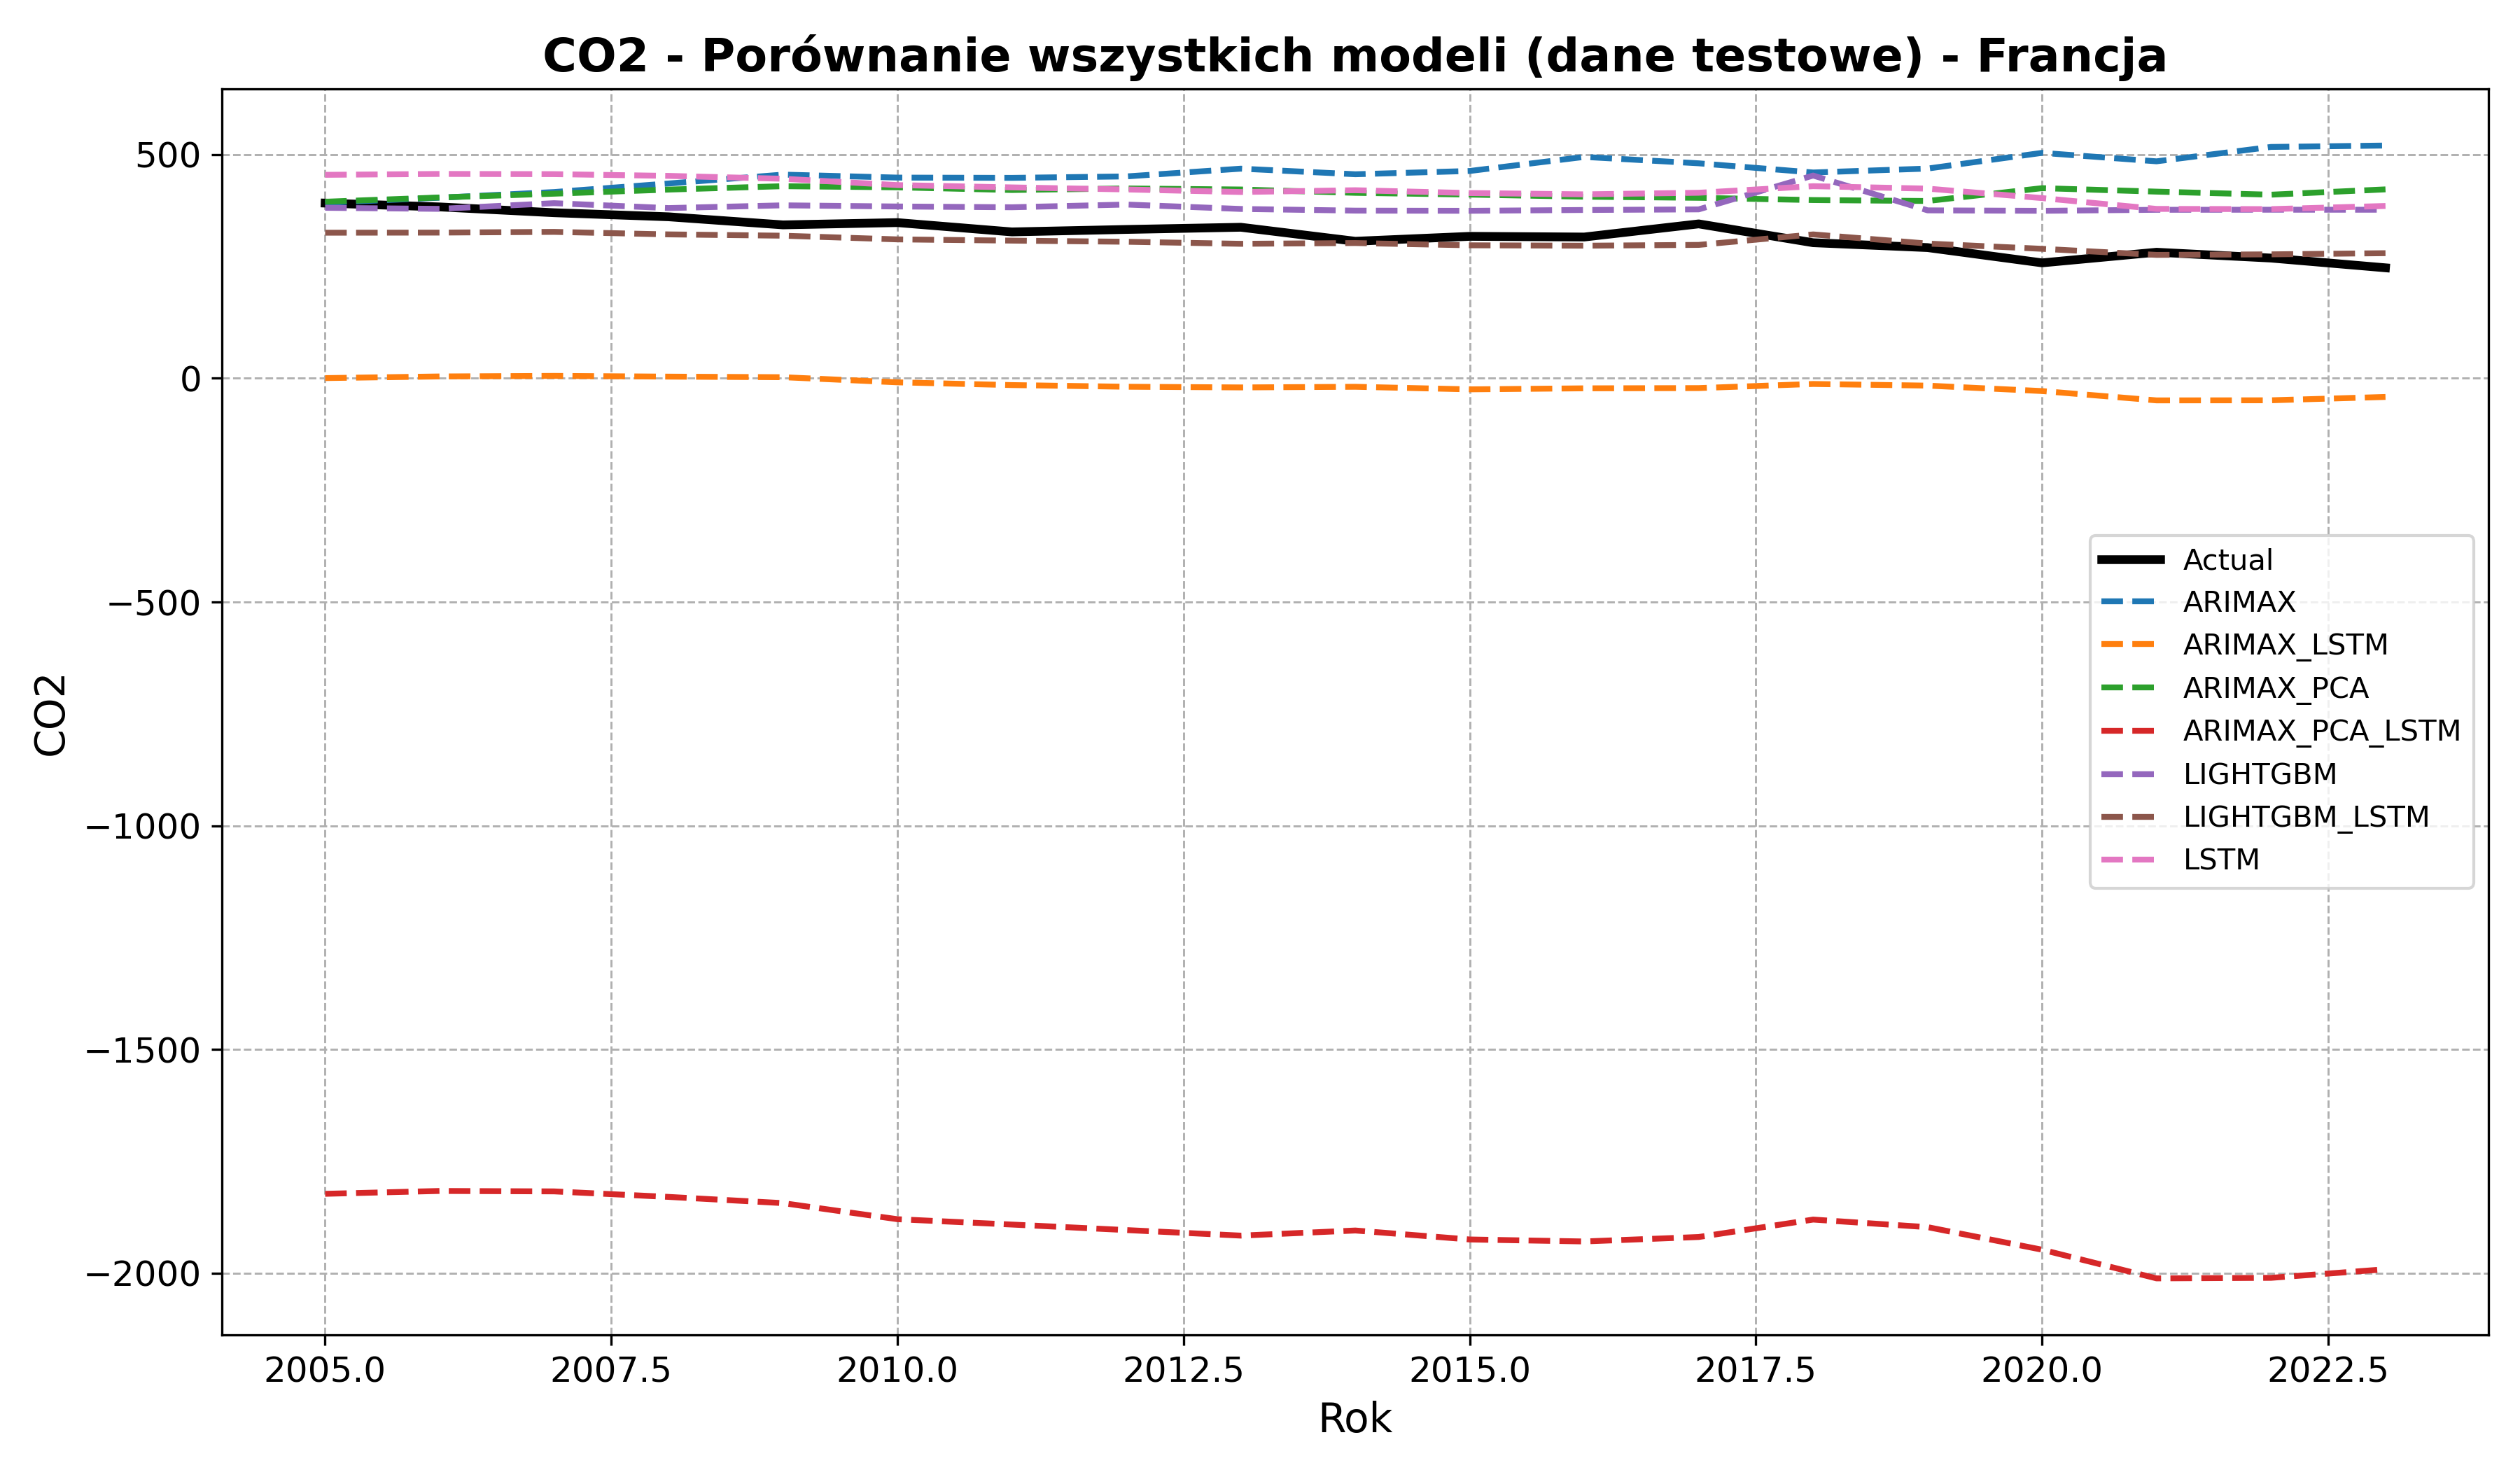 CO2 - Porównanie wszystkich modeli (dane testowe) - Francja
500
0
−500
−1000
−1500
−2000
CO2
Actual
ARIMAX
ARIMAX_LSTM
ARIMAX_PCA
ARIMAX_PCA_LSTM
LIGHTGBM
LIGHTGBM_LSTM
LSTM
2005.0 2007.5 2010.0 2012.5 2015.0 2017.5 2020.0 2022.5
Rok